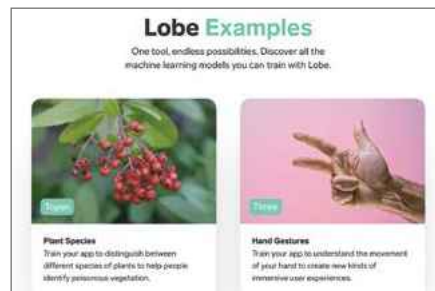 Lobe Examples
One tool, endless possibilities. Discover all the
machine learning models you can train with Lobe.
Toyon
Three
Plant Species
Train your app to distinguish between
different species of plants to help people
identify poisonous vegetation.
Hand Gestures
Train your app to understand the movement
of your hand to create new kinds of
immersive user experiences.